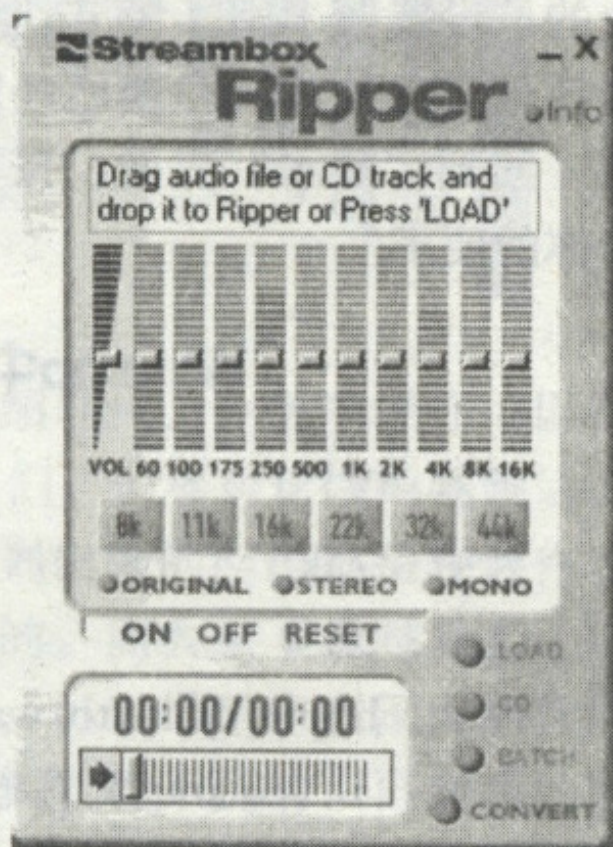 Streambox
Ripper
Info
Drag audio file or CD track and
drop it to Ripper or Press 'LOAD'
VOL 60 100 175 250 500 1K 2K 4K 8K 16K
8k 11k 16k 22k 32k 44k
ORIGINAL STEREO MONO
ON OFF RESET
LOAD
00:00/00:00
CD
BATCH
CONVERT